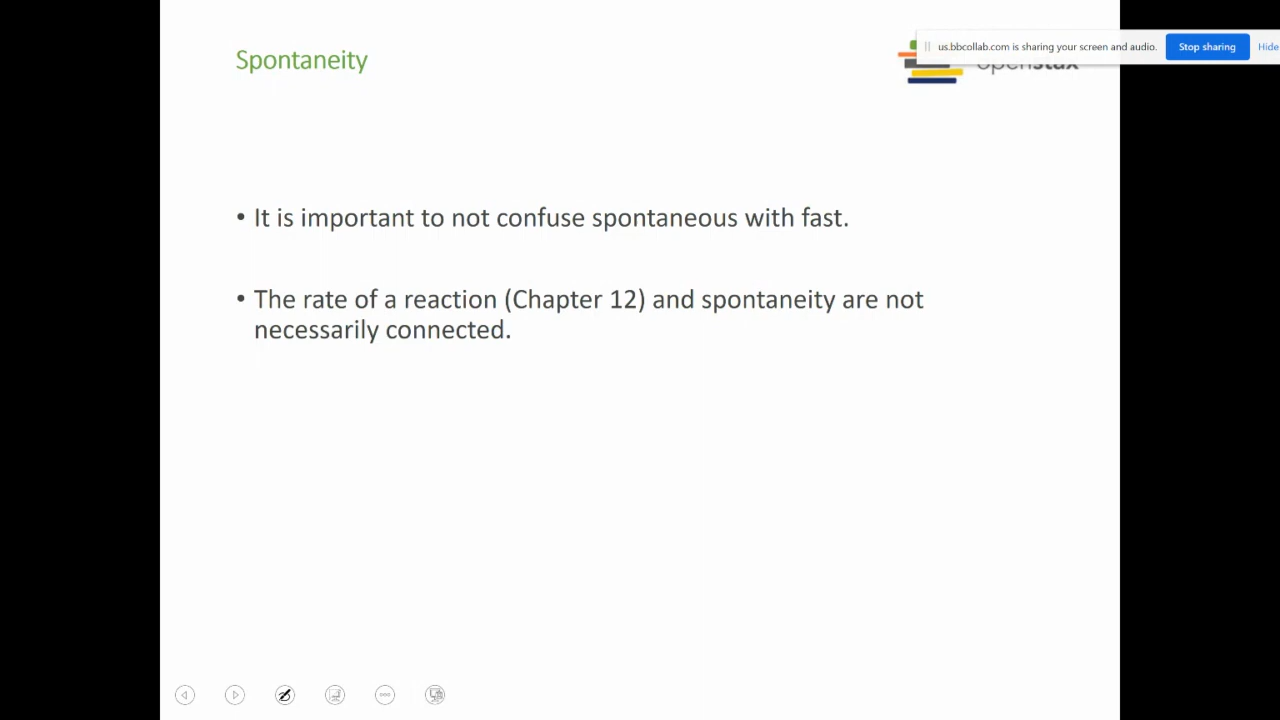 Spontaneity
us.bbcollab.com is sharing your screen and audio.
Stop sharing
Hide
openstax
• It is important to not confuse spontaneous with fast.
• The rate of a reaction (Chapter 12) and spontaneity are not
necessarily connected.